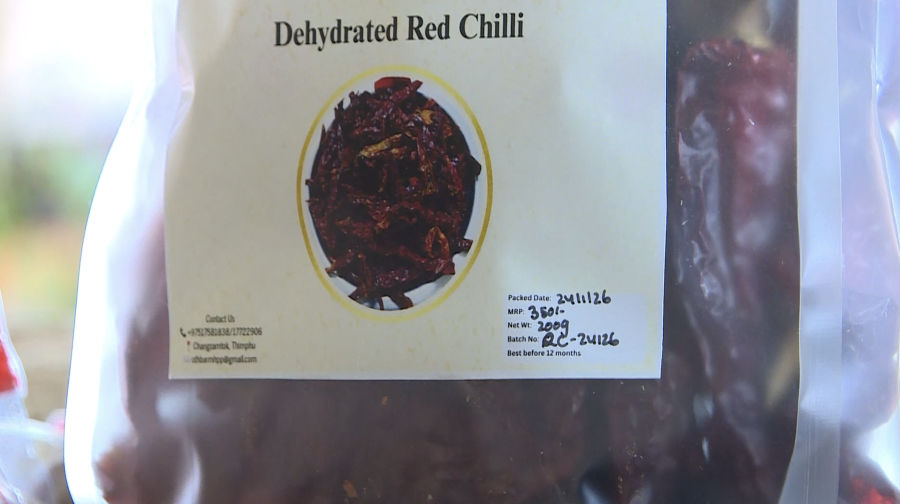 Dehydrated Red Chilli
Contact Us
+97517581838/17722906
Changzamtok, Thimphu
Packed Date: 24/1/26
MRP: 350/-
Net Wt: 200g
Batch No: RC-24126
Best before 12 months